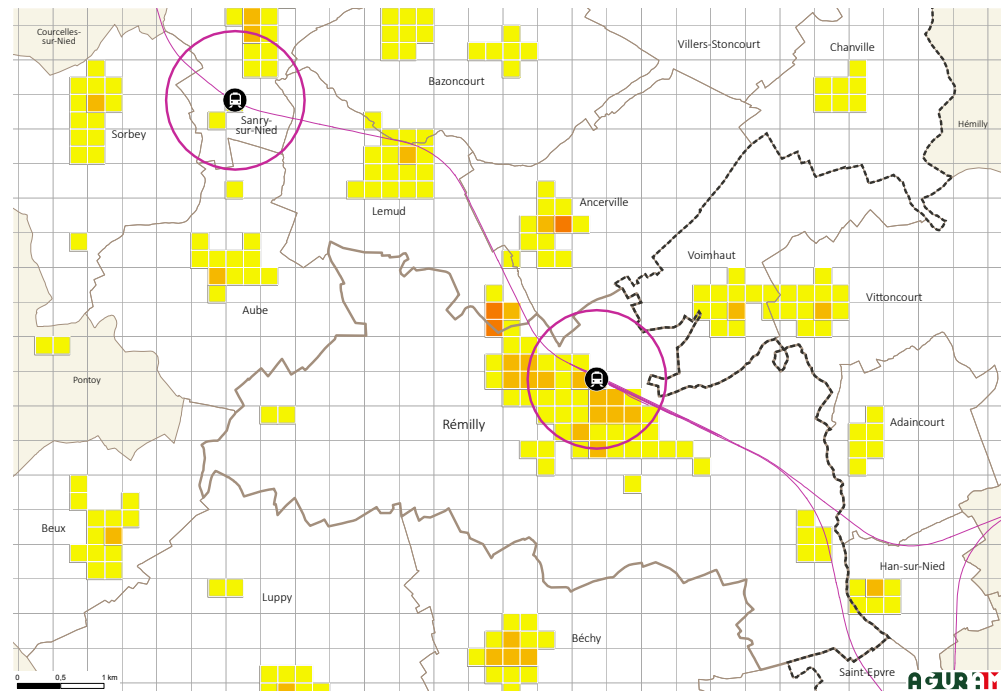 Courcelles-
sur-Nied
Villers-Stoncourt
Chanville
Bazoncourt
Sanry-
sur-Nied
Sorbey
Hémilly
Ancerville
Lemud
Voimhaut
Vittoncourt
Aube
Pontoy
Rémilly
Adaincourt
Beux
Han-sur-Nied
Luppy
Béchy
Saint-Epvre
0 0,5 1 km
AGURAM